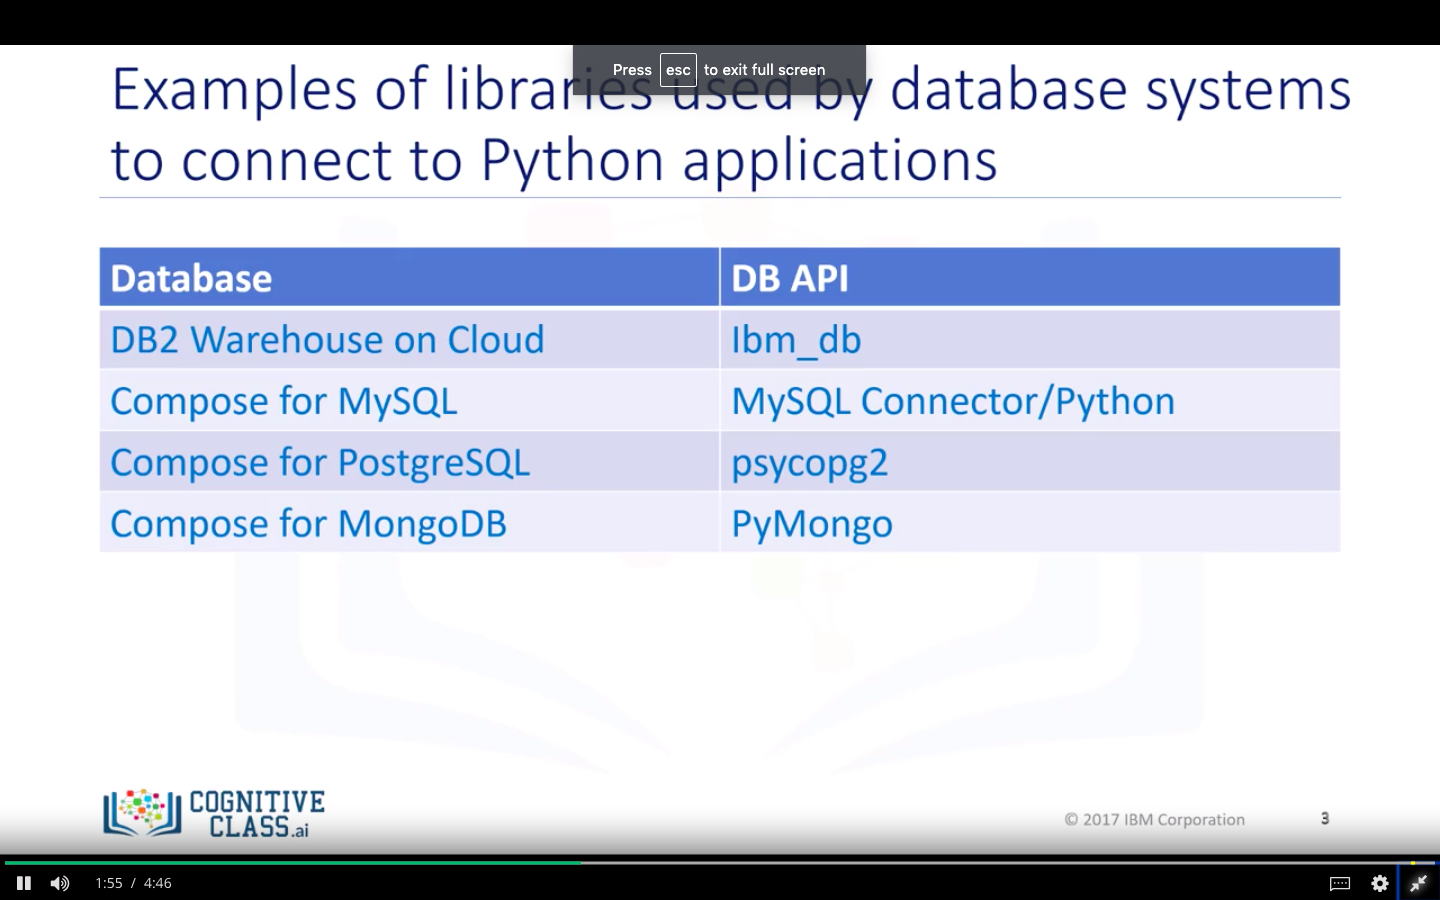 Press esc to exit full screen
Examples of libraries used by database systems
to connect to Python applications
Database DB API
DB2 Warehouse on Cloud Ibm_db
Compose for MySQL MySQL Connector/Python
Compose for PostgreSQL psycopg2
Compose for MongoDB PyMongo
COGNITIVE
CLASS.ai
© 2017 IBM Corporation 3
1:55 / 4:46